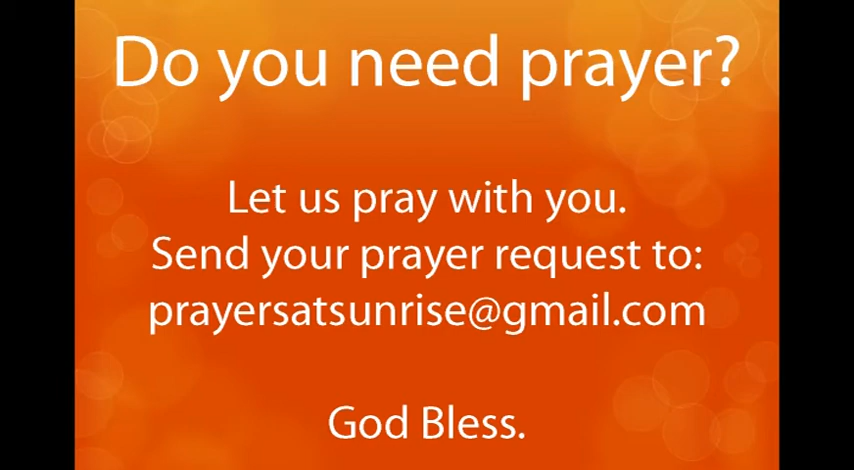 Do you need prayer?
Let us pray with you.
Send your prayer request to:
prayersatsunrise@gmail.com
God Bless.